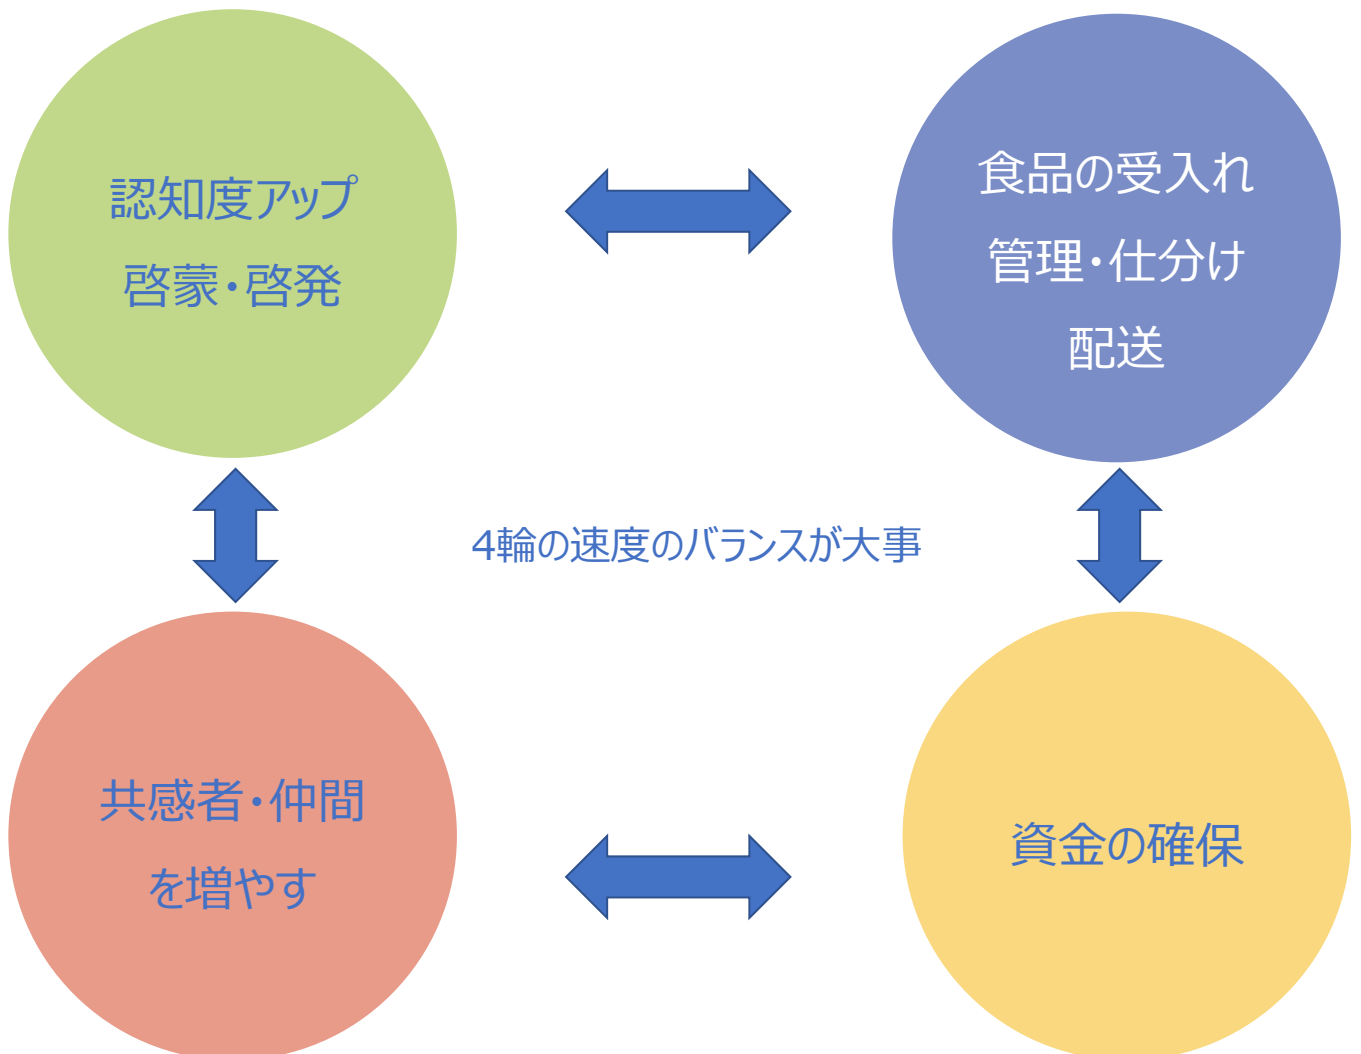 認知度アップ
啓蒙・啓発
食品の受入れ
管理・仕分け
配送
4輪の速度のバランスが大事
共感者・仲間
を増やす
資金の確保